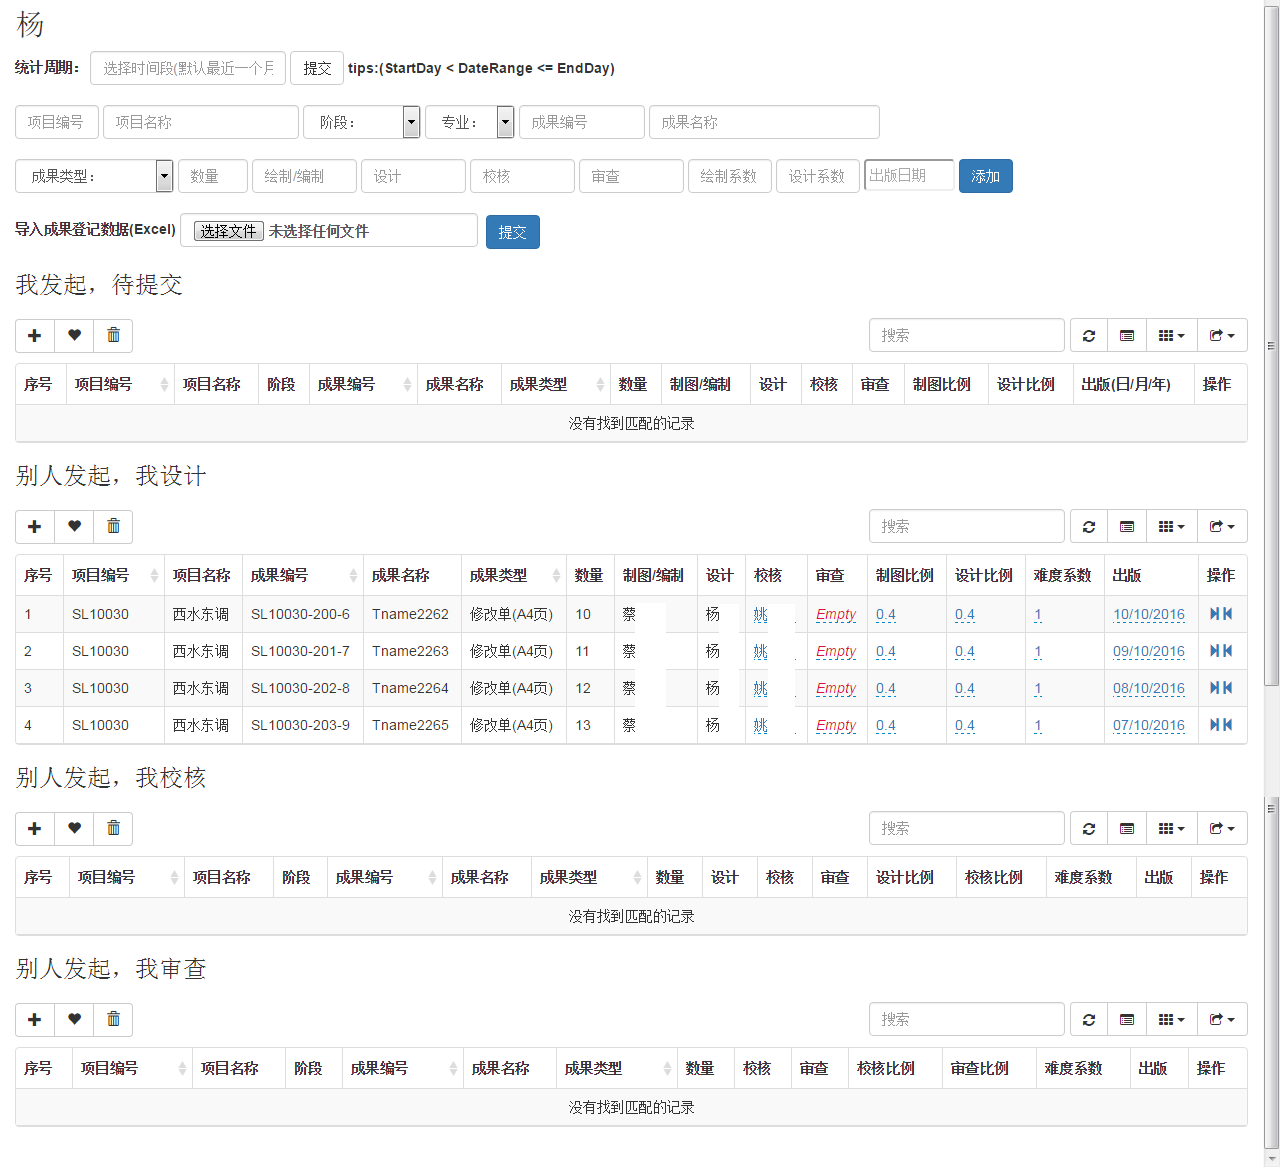 杨
统计周期： 选择时间段(默认最近一个月 提交 tips:(StartDay < DateRange <= EndDay)
项目编号 项目名称 阶段： 专业： 成果编号 成果名称
成果类型： 数量 绘制/编制 设计 校核 审查 绘制系数 设计系数 出版日期 添加
导入成果登记数据(Excel) 选择文件 未选择任何文件 提交
我发起，待提交
搜索
序号 项目编号 项目名称 阶段 成果编号 成果名称 成果类型 数量 制图/编制 设计 校核 审查 制图比例 设计比例 出版(日/月/年) 操作
没有找到匹配的记录
别人发起，我设计
搜索
序号 项目编号 项目名称 成果编号 成果名称 成果类型 数量 制图/编制 设计 校核 审查 制图比例 设计比例 难度系数 出版 操作
1 SL10030 西水东调 SL10030-200-6 Tname2262 修改单(A4页) 10 蔡 杨 姚 Empty 0.4 0.4 1 10/10/2016
2 SL10030 西水东调 SL10030-201-7 Tname2263 修改单(A4页) 11 蔡 杨 姚 Empty 0.4 0.4 1 09/10/2016
3 SL10030 西水东调 SL10030-202-8 Tname2264 修改单(A4页) 12 蔡 杨 姚 Empty 0.4 0.4 1 08/10/2016
4 SL10030 西水东调 SL10030-203-9 Tname2265 修改单(A4页) 13 蔡 杨 姚 Empty 0.4 0.4 1 07/10/2016
别人发起，我校核
搜索
序号 项目编号 项目名称 阶段 成果编号 成果名称 成果类型 数量 设计 校核 审查 设计比例 校核比例 难度系数 出版 操作
没有找到匹配的记录
别人发起，我审查
搜索
序号 项目编号 项目名称 阶段 成果编号 成果名称 成果类型 数量 校核 审查 校核比例 审查比例 难度系数 出版 操作
没有找到匹配的记录